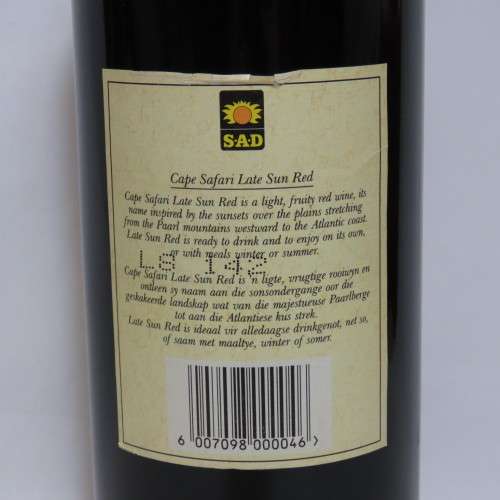 S·A·D
Cape Safari Late Sun Red
Cape Safari Late Sun Red is a light, fruity red wine, its
name inspired by the sunsets over the plains stretching
from the Paarl mountains westward to the Atlantic coast.
Late Sun Red is ready to drink and to enjoy on its own,
or with meals winter or summer.
L8 142
Cape Safari Late Sun Red is 'n ligte, vrugtige rooiwyn en
ontleen sy naam aan die sonsondergange oor die
geskakeerde landskap wat van die majestueuse Paarlberge
tot aan die Atlantiese kus strek.
Late Sun Red is ideaal vir alledaagse drinkgenot, net so,
of saam met maaltye, winter of somer.
6 007098 000046 >